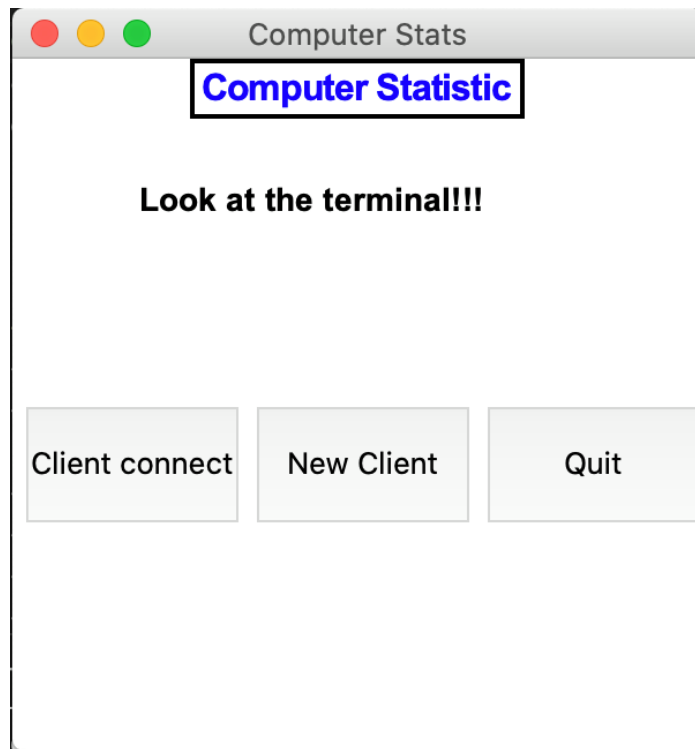 Computer Stats
Computer Statistic
Look at the terminal!!!
Client connect New Client Quit